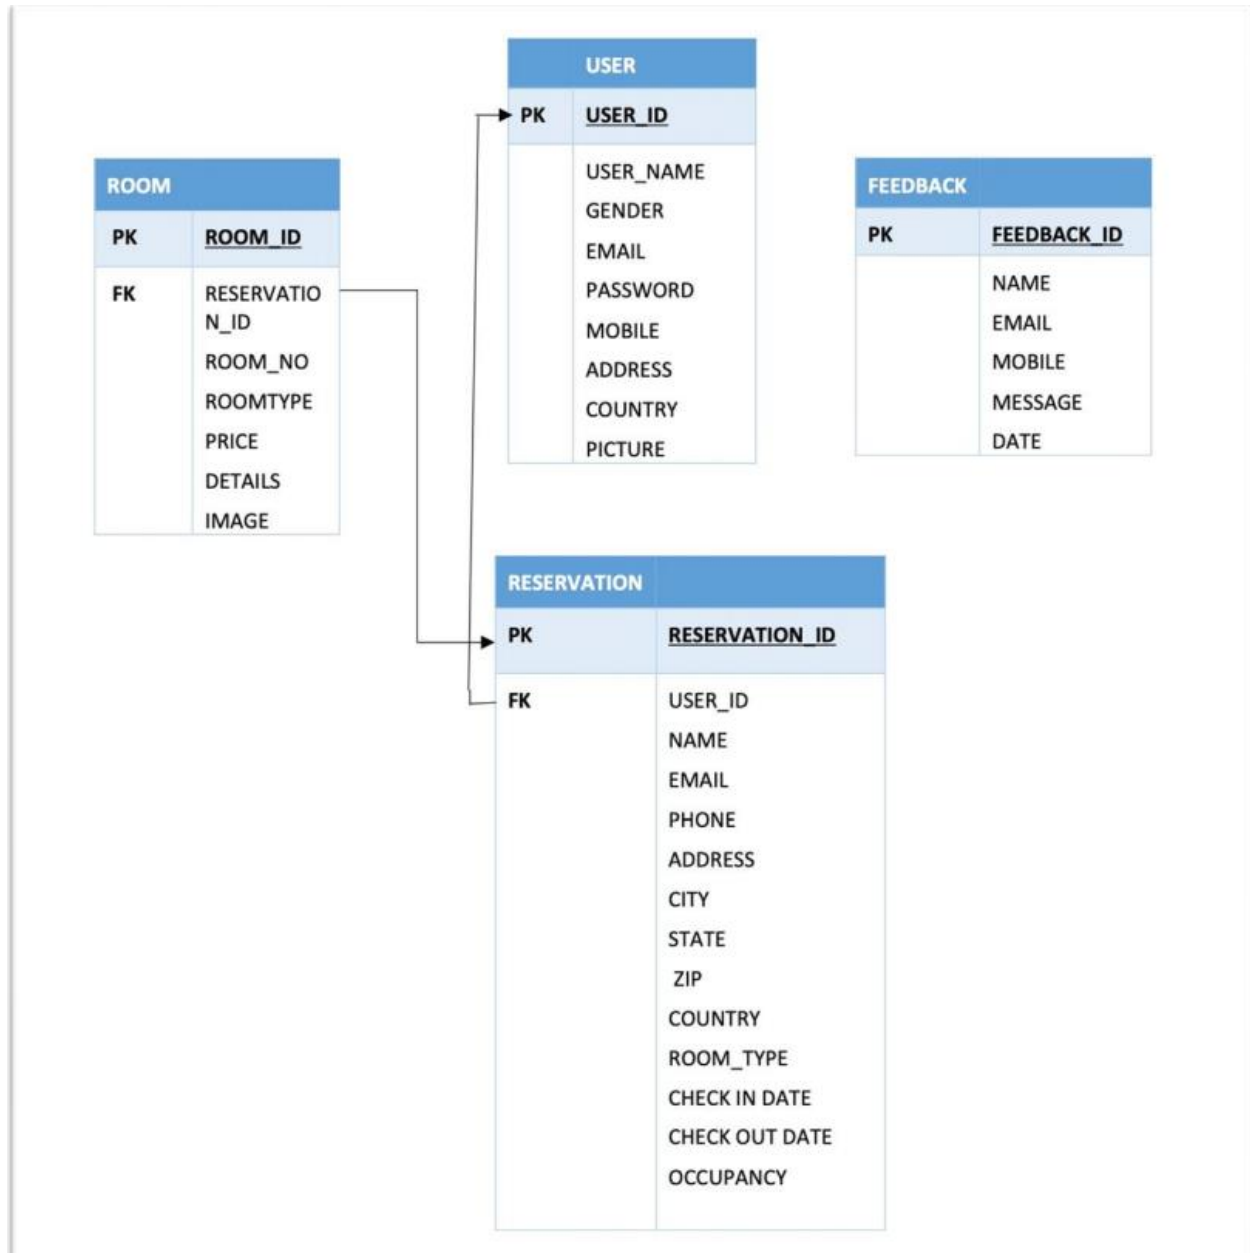 USER
PK USER_ID
USER_NAME
GENDER
EMAIL
PASSWORD
MOBILE
ADDRESS
COUNTRY
PICTURE
ROOM
PK ROOM_ID
FK RESERVATIO
N_ID
ROOM_NO
ROOMTYPE
PRICE
DETAILS
IMAGE
FEEDBACK
PK FEEDBACK_ID
NAME
EMAIL
MOBILE
MESSAGE
DATE
RESERVATION
PK RESERVATION_ID
FK USER_ID
NAME
EMAIL
PHONE
ADDRESS
CITY
STATE
ZIP
COUNTRY
ROOM_TYPE
CHECK IN DATE
CHECK OUT DATE
OCCUPANCY